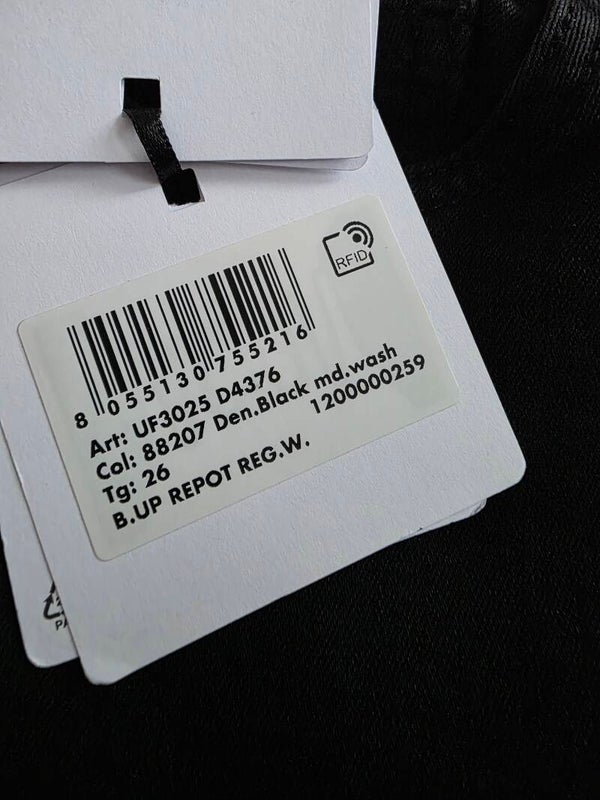 RFID
8 055130 755216
Art: UF3025 D4376
Col: 88207 Den.Black md.wash
Tg: 26 1200000259
B.UP REPOT REG.W.